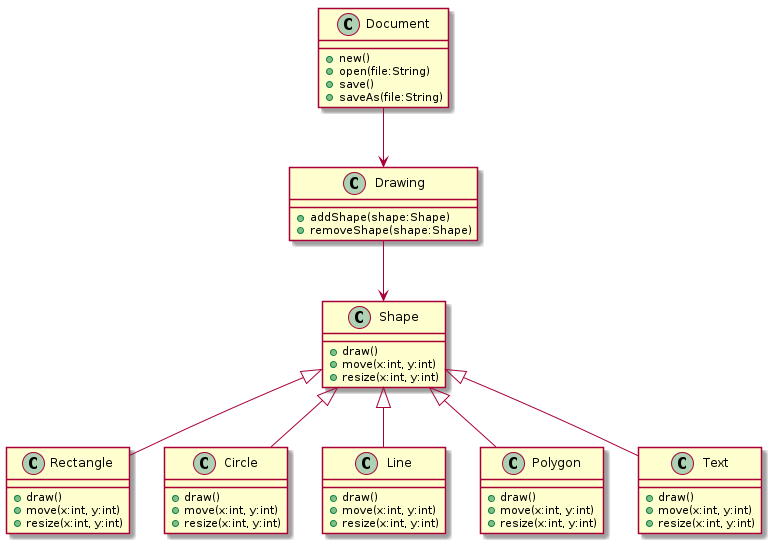 C Document
new()
open(file:String)
save()
saveAs(file:String)
C Drawing
addShape(shape:Shape)
removeShape(shape:Shape)
C Shape
draw()
move(x:int, y:int)
resize(x:int, y:int)
C Rectangle
draw()
move(x:int, y:int)
resize(x:int, y:int)
C Circle
draw()
move(x:int, y:int)
resize(x:int, y:int)
C Line
draw()
move(x:int, y:int)
resize(x:int, y:int)
C Polygon
draw()
move(x:int, y:int)
resize(x:int, y:int)
C Text
draw()
move(x:int, y:int)
resize(x:int, y:int)